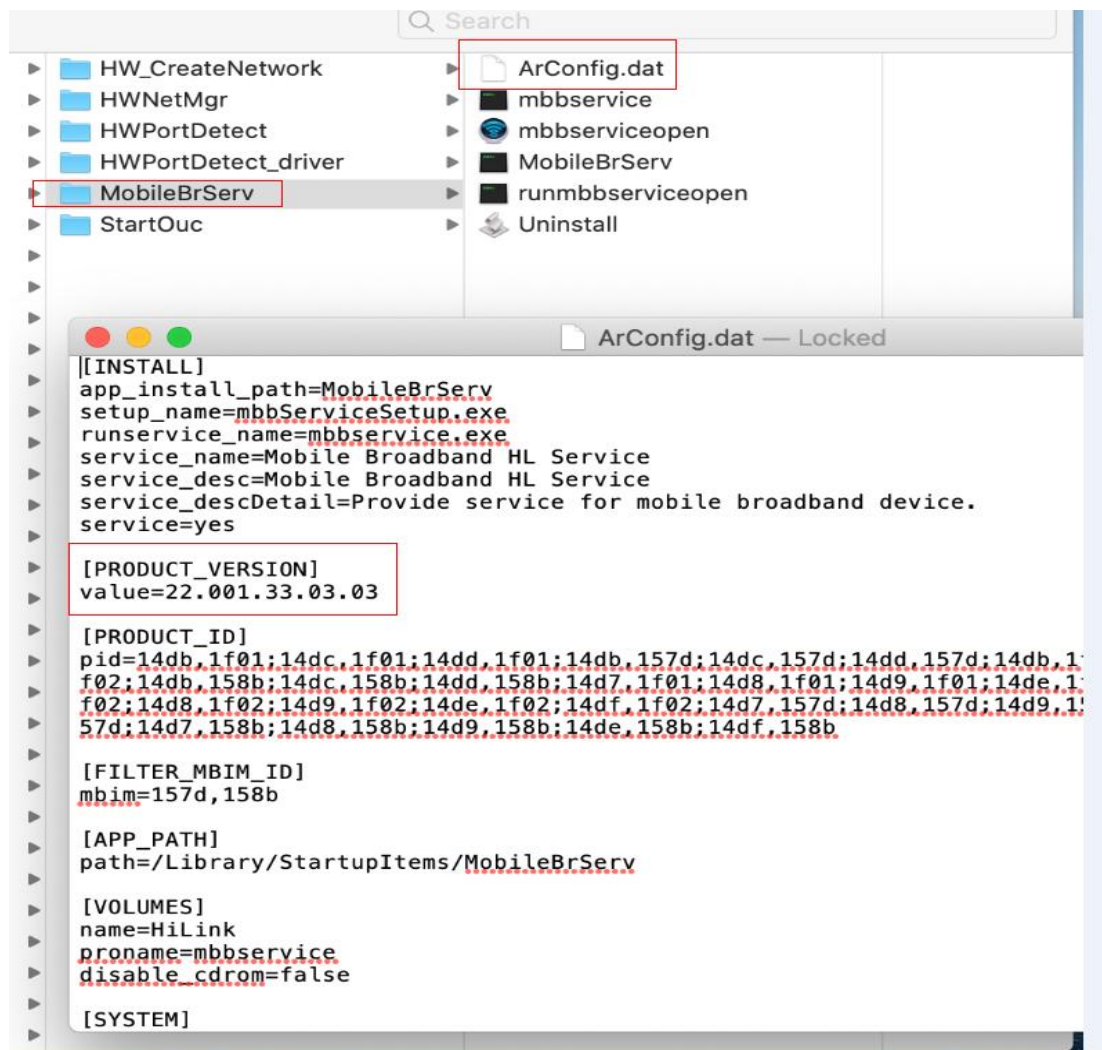 Search
HW_CreateNetwork
HWNetMgr
HWPortDetect
HWPortDetect_driver
MobileBrServ
StartOuc
ArConfig.dat
mbbservice
mbbserviceopen
MobileBrServ
runmbbserviceopen
Uninstall
ArConfig.dat — Locked
[INSTALL]
app_install_path=MobileBrServ
setup_name=mbbServiceSetup.exe
runservice_name=mbbservice.exe
service_name=Mobile Broadband HL Service
service_desc=Mobile Broadband HL Service
service_descDetail=Provide service for mobile broadband device.
service=yes
[PRODUCT_VERSION]
value=22.001.33.03.03
[PRODUCT_ID]
pid=14db,1f01;14dc,1f01;14dd,1f01;14db,157d;14dc,157d;14dd,157d;14db,1
f02;14db,158b;14dc,158b;14dd,158b;14d7,1f01;14d8,1f01;14d9,1f01;14de,1
f02;14d8,1f02;14d9,1f02;14de,1f02;14df,1f02;14d7,157d;14d8,157d;14d9,1
57d;14d7,158b;14d8,158b;14d9,158b;14de,158b;14df,158b
[FILTER_MBIM_ID]
mbim=157d,158b
[APP_PATH]
path=/Library/StartupItems/MobileBrServ
[VOLUMES]
name=HiLink
proname=mbbservice
disable_cdrom=false
[SYSTEM]